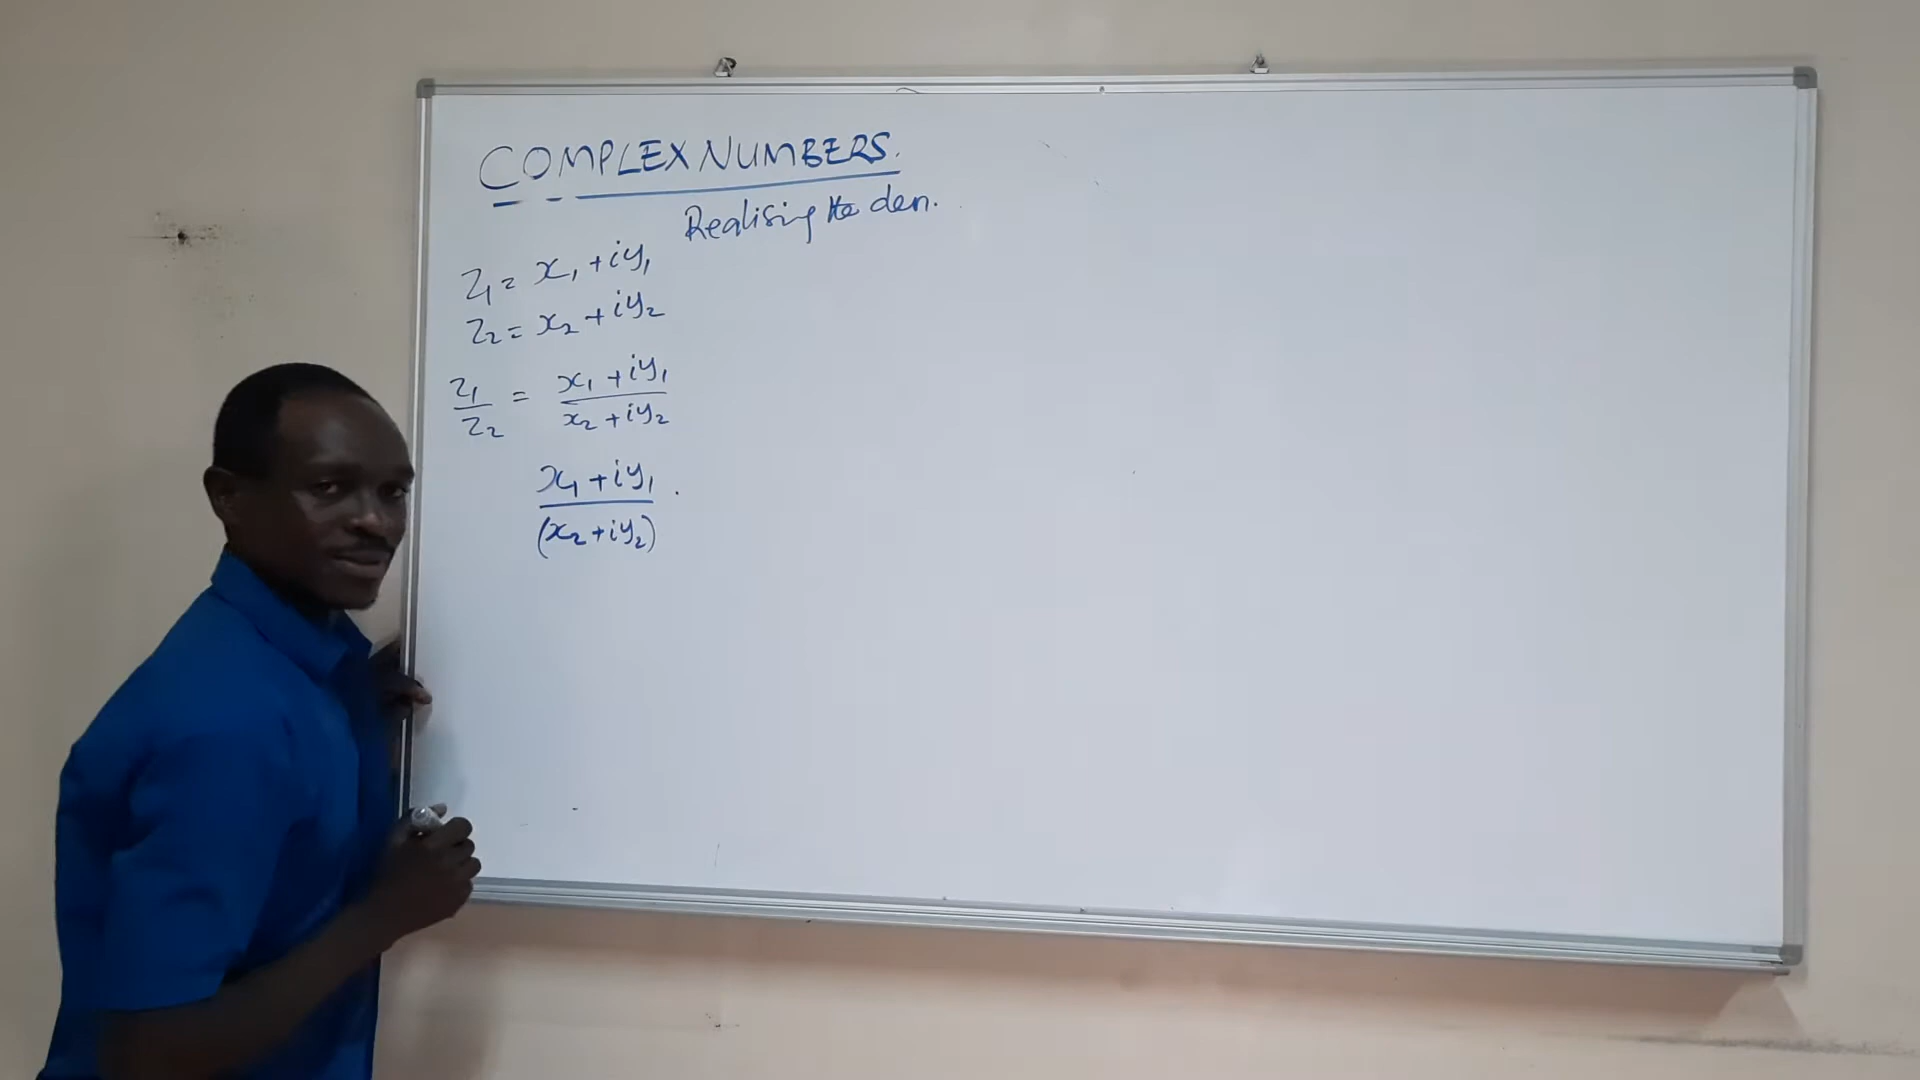 COMPLEX NUMBERS.
Realising the den.
Z₁ = x₁ + iy₁
Z₂ = x₂ + iy₂
Z₁/Z₂ = x₁ + iy₁ / x₂ + iy₂
x₁ + iy₁ / (x₂ + iy₂) .